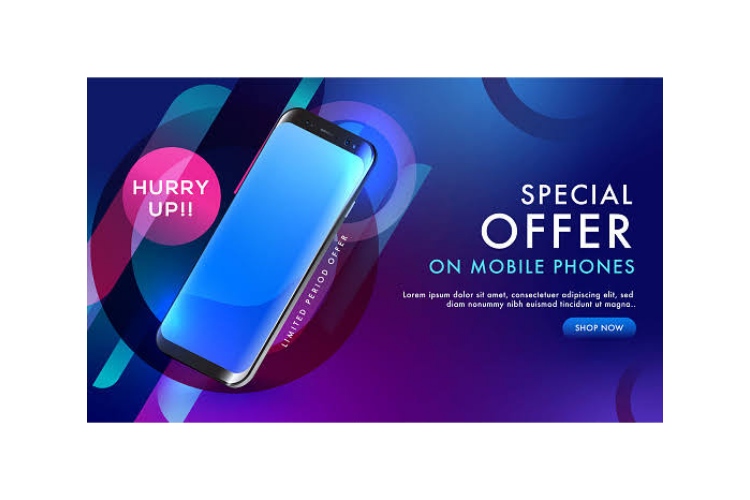 HURRY
UP!!
LIMITED PERIOD OFFER
SPECIAL
OFFER
ON MOBILE PHONES
Lorem ipsum dolor sit amet, consectetuer adipiscing elit, sed
diam nonummy nibh euismod tincidunt ut magna..
SHOP NOW